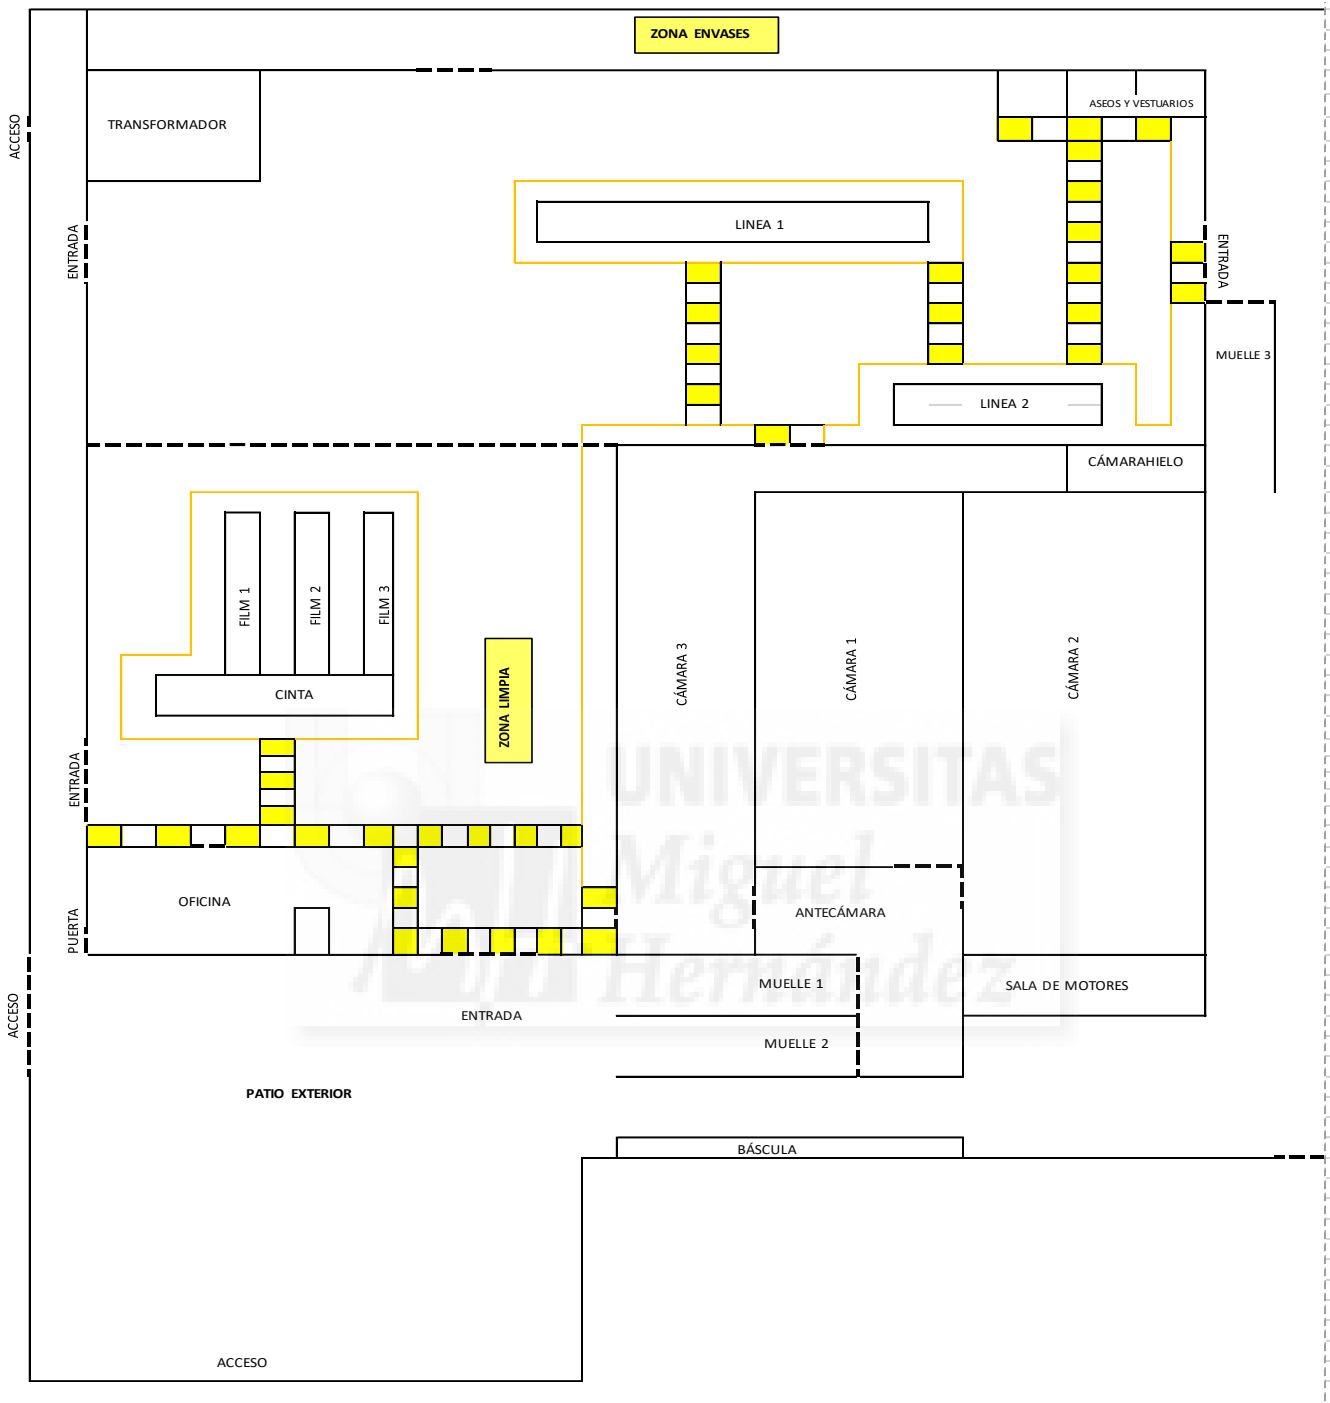 ZONA ENVASES
ASEOS Y VESTUARIOS
TRANSFORMADOR
ACCESO
LINEA 1
ENTRADA
ENTRADA
MUELLE 3
LINEA 2
CÁMARAHIELO
FILM 1
FILM 2
FILM 3
CÁMARA 3
CÁMARA 1
CÁMARA 2
ZONA LIMPIA
CINTA
ENTRADA
UNIVERSITAS
Miguel
Hernández
OFICINA
PUERTA
ANTECÁMARA
MUELLE 1
SALA DE MOTORES
ACCESO
ENTRADA
MUELLE 2
PATIO EXTERIOR
BÁSCULA
ACCESO